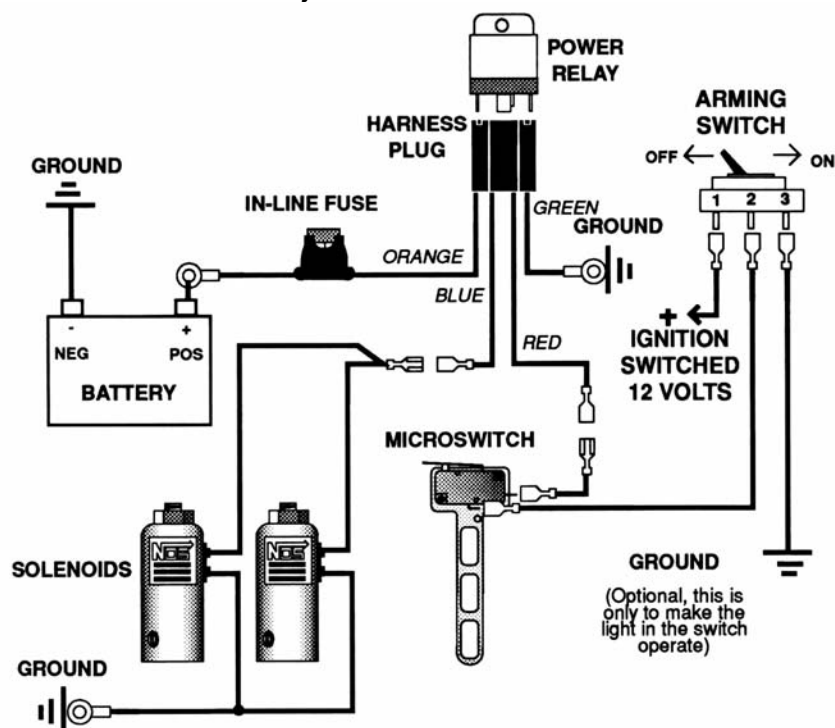 POWER
RELAY
ARMING
SWITCH
HARNESS
PLUG
OFF
ON
GROUND
1 2 3
IN-LINE FUSE
GREEN
GROUND
ORANGE
BLUE
+
IGNITION
SWITCHED
12 VOLTS
RED
- +
NEG POS
BATTERY
MICROSWITCH
SOLENOIDS
NOS
NOS
GROUND
(Optional, this is
only to make the
light in the switch
operate)
GROUND